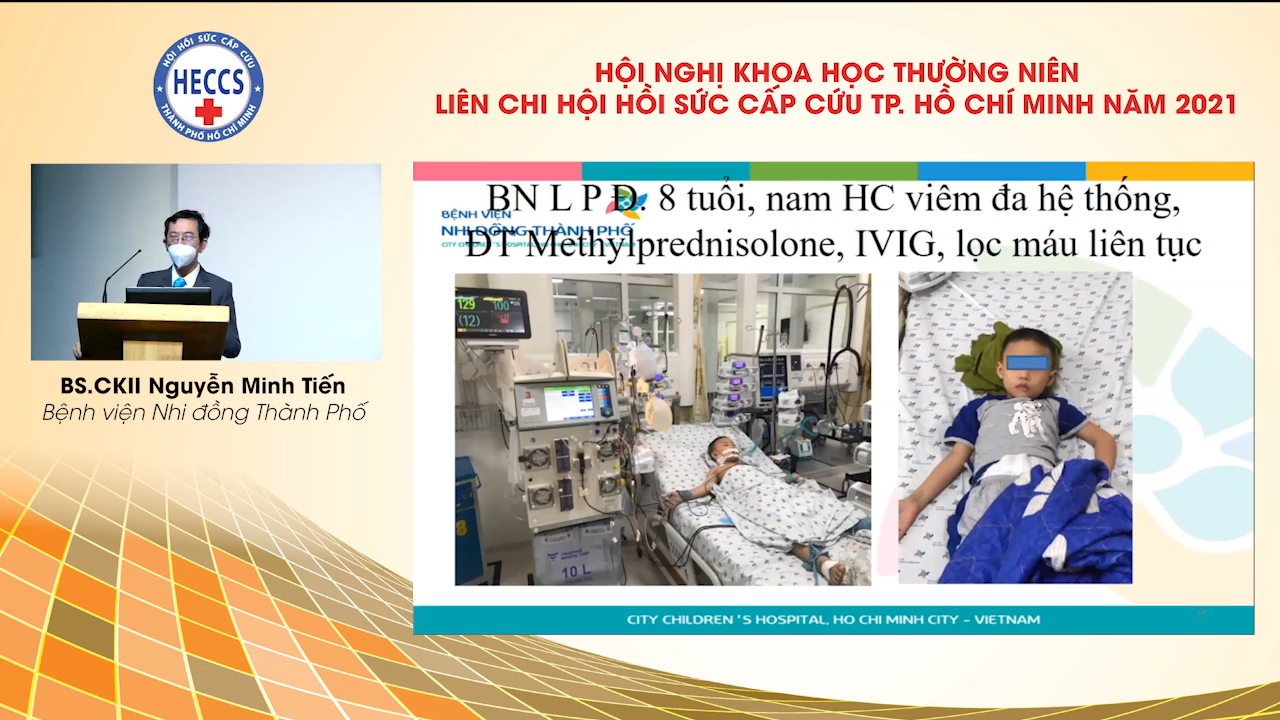 HỘI HỒI SỨC CẤP CỨU
HECCS
THÀNH PHỐ HỒ CHÍ MINH
HỘI NGHỊ KHOA HỌC THƯỜNG NIÊN
LIÊN CHI HỘI HỒI SỨC CẤP CỨU TP. HỒ CHÍ MINH NĂM 2021
BS.CKII Nguyễn Minh Tiến
Bệnh viện Nhi đồng Thành Phố
BN L P Đ. 8 tuổi, nam HC viêm đa hệ thống,
BỆNH VIỆN
NHI ĐỒNG THÀNH PHỐ
ĐT Methylprednisolone, IVIG, lọc máu liên tục
129
100
(12)
3
10 L
CITY CHILDREN'S HOSPITAL, HO CHI MINH CITY - VIETNAM